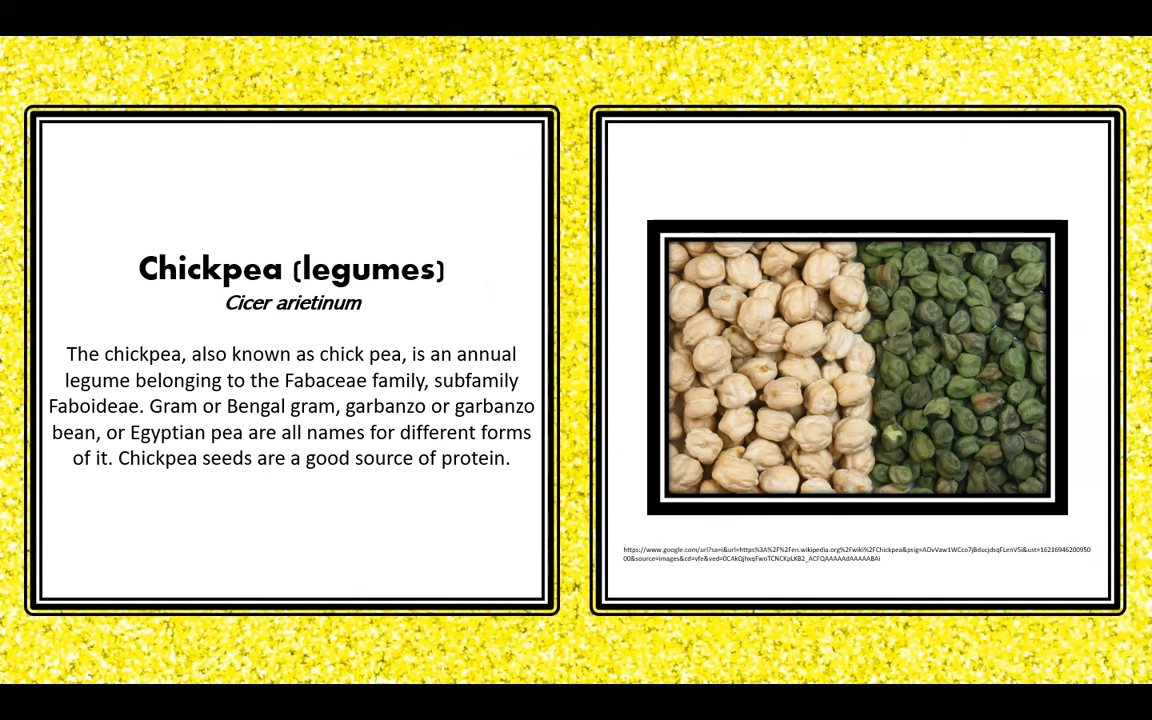 Chickpea (legumes)
Cicer arietinum
The chickpea, also known as chick pea, is an annual
legume belonging to the Fabaceae family, subfamily
Faboideae. Gram or Bengal gram, garbanzo or garbanzo
bean, or Egyptian pea are all names for different forms
of it. Chickpea seeds are a good source of protein.